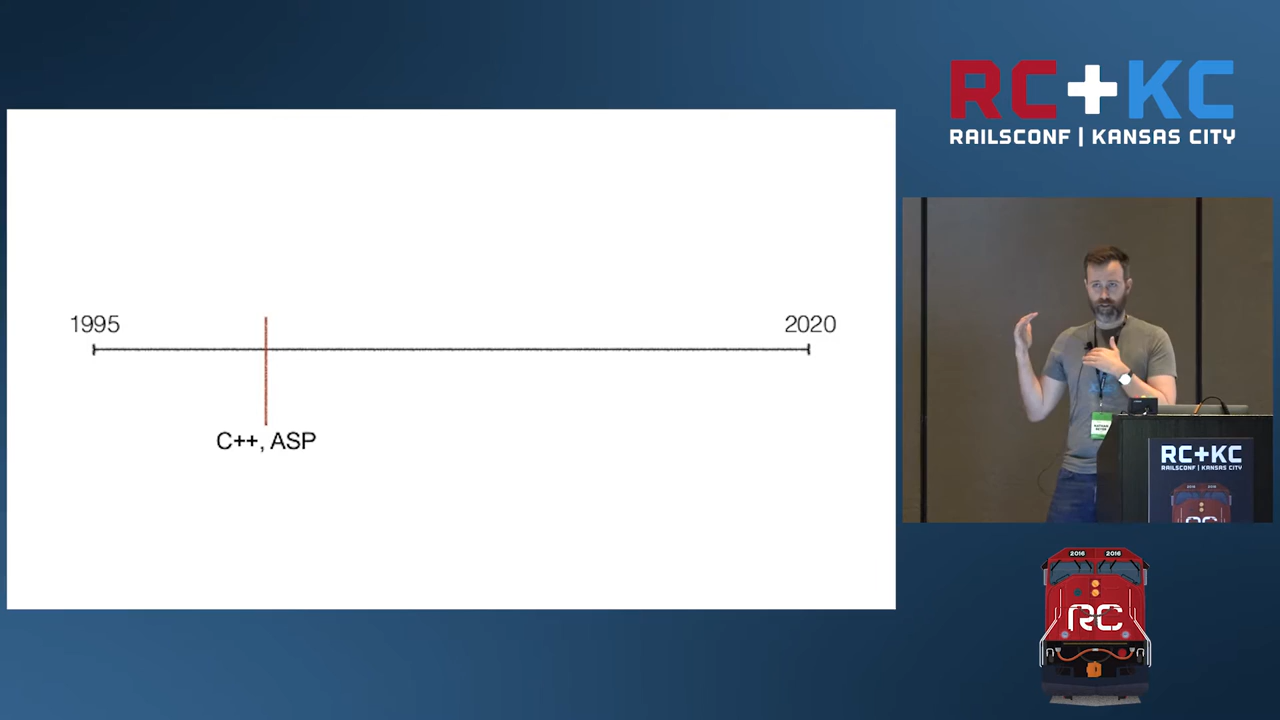 1995
2020
C++, ASP
RC+KC
RAILSCONF | KANSAS CITY
RC+KC
RAILSCONF | KANSAS CITY
2016 2016
RC